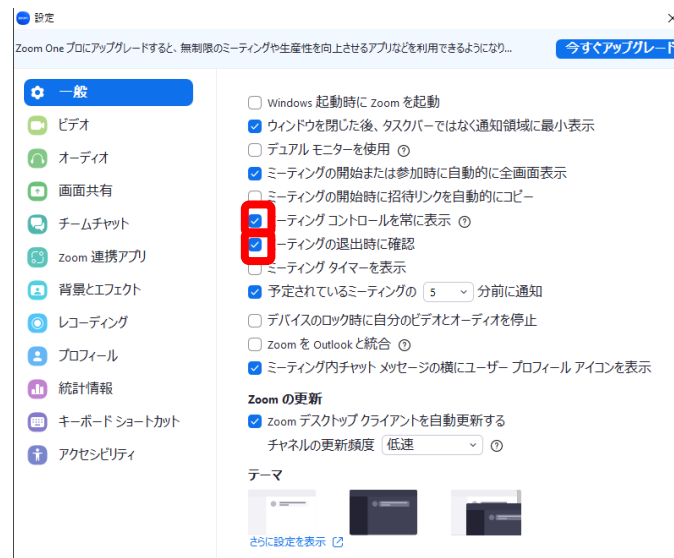 zoom 設定
Zoom One プロにアップグレードすると、無制限のミーティングや生産性を向上させるアプリなどを利用できるようになり...
今すぐアップグレード
一般
ビデオ
オーディオ
画面共有
チームチャット
Zoom 連携アプリ
背景とエフェクト
レコーディング
プロフィール
統計情報
キーボード ショートカット
アクセシビリティ
Windows 起動時に Zoom を起動
ウィンドウを閉じた後、タスクバーではなく通知領域に最小表示
デュアル モニターを使用
ミーティングの開始または参加時に自動的に全画面表示
ミーティングの開始時に招待リンクを自動的にコピー
ーティング コントロールを常に表示
ーティングの退出時に確認
ミーティング タイマーを表示
予定されているミーティングの 5 分前に通知
デバイスのロック時に自分のビデオとオーディオを停止
Zoom を Outlook と統合
ミーティング内チャット メッセージの横にユーザー プロフィール アイコンを表示
Zoom の更新
Zoom デスクトップ クライアントを自動更新する
チャネルの更新頻度 低速
テーマ
さらに設定を表示